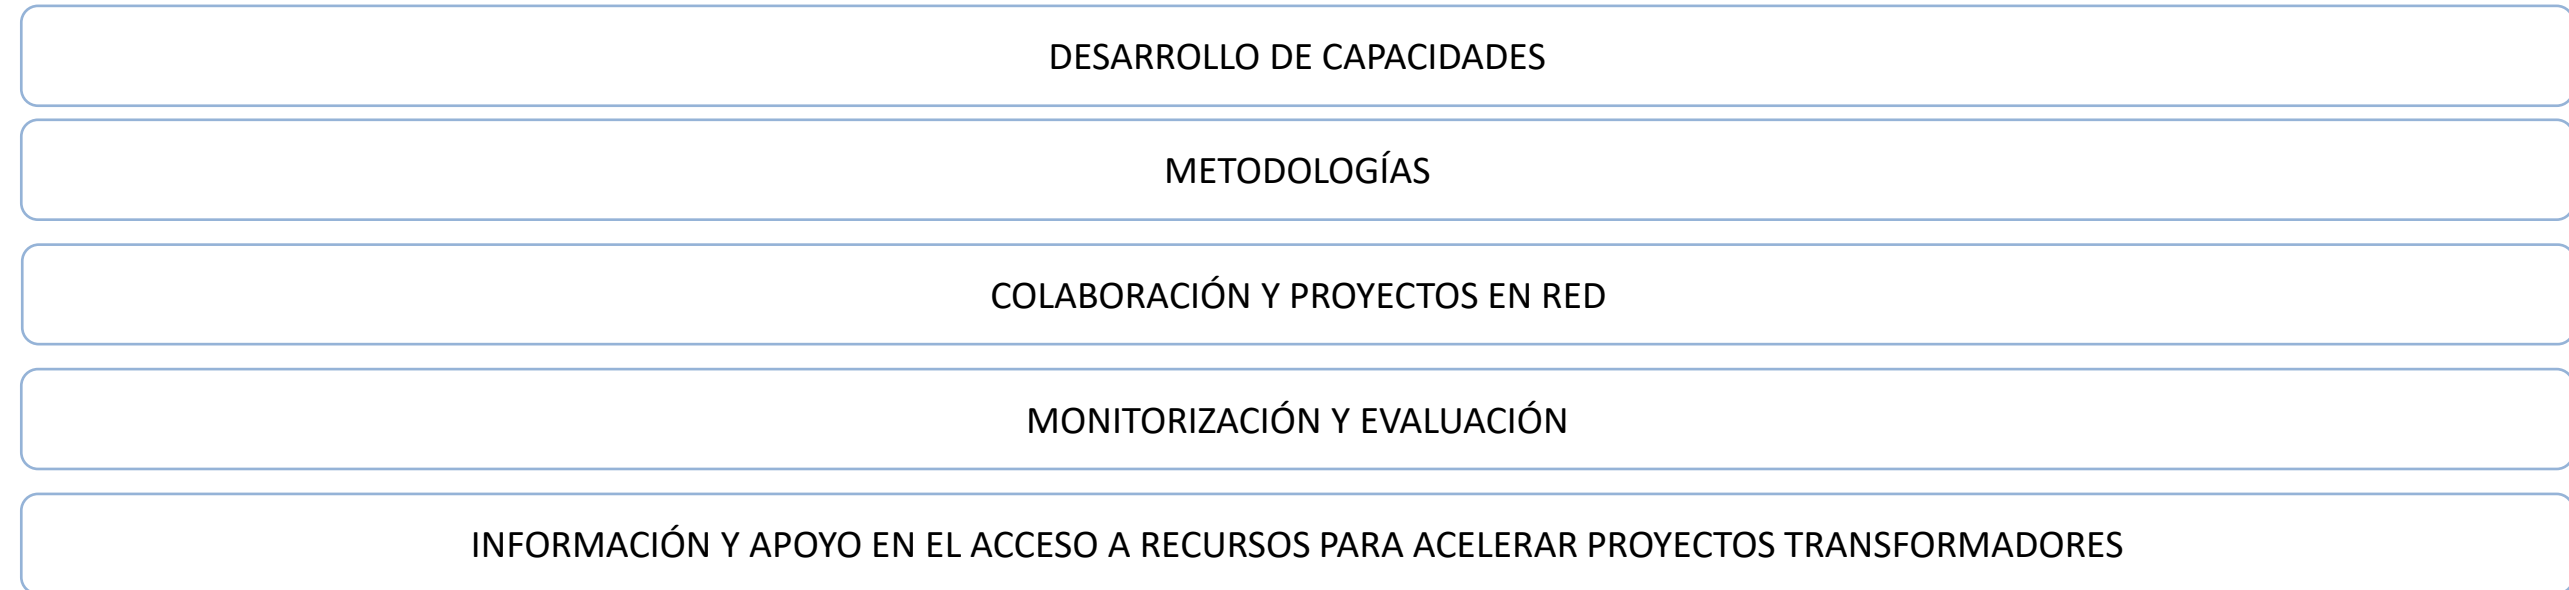 DESARROLLO DE CAPACIDADES
METODOLOGÍAS
COLABORACIÓN Y PROYECTOS EN RED
MONITORIZACIÓN Y EVALUACIÓN
INFORMACIÓN Y APOYO EN EL ACCESO A RECURSOS PARA ACELERAR PROYECTOS TRANSFORMADORES